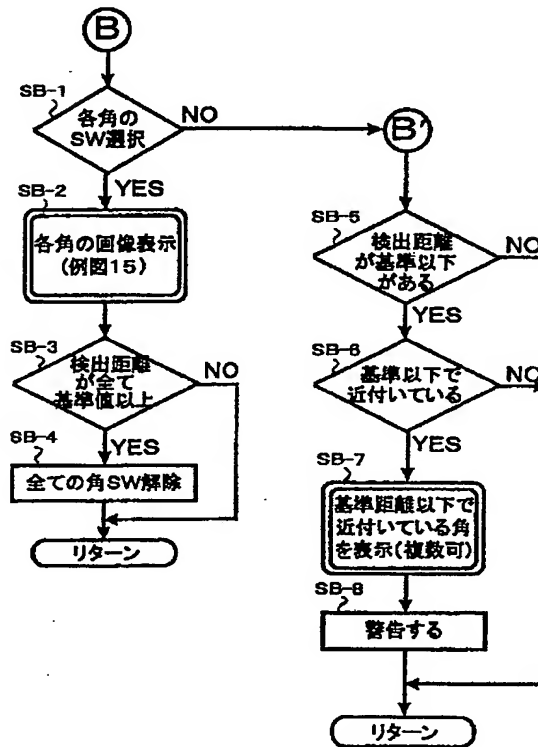 B
SB-1
各角の
SW選択
NO
YES
SB-2
各角の画像表示
(例図15)
SB-3
検出距離
が全て
基準値以上
NO
YES
SB-4
全ての角SW解除
リターン
B'
SB-5
検出距離
が基準以下
がある
NO
YES
SB-6
基準以下で
近付いている
NO
YES
SB-7
基準距離以下で
近付いている角
を表示(複数可)
SB-8
警告する
リターン